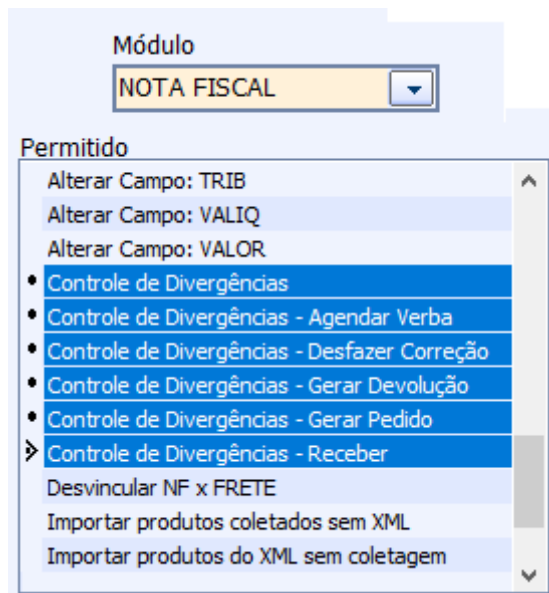 Módulo
NOTA FISCAL
Permitido
Alterar Campo: TRIB
Alterar Campo: VALIQ
Alterar Campo: VALOR
Controle de Divergências
Controle de Divergências - Agendar Verba
Controle de Divergências - Desfazer Correção
Controle de Divergências - Gerar Devolução
Controle de Divergências - Gerar Pedido
Controle de Divergências - Receber
Desvincular NF x FRETE
Importar produtos coletados sem XML
Importar produtos do XML sem coletagem